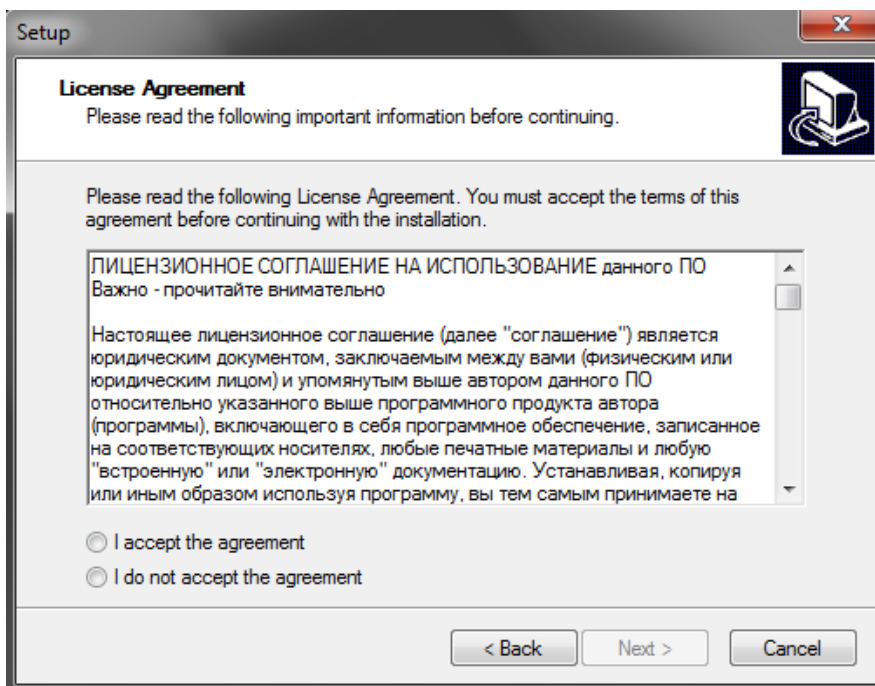 Setup
License Agreement
Please read the following important information before continuing.
Please read the following License Agreement. You must accept the terms of this
agreement before continuing with the installation.
ЛИЦЕНЗИОННОЕ СОГЛАШЕНИЕ НА ИСПОЛЬЗОВАНИЕ данного ПО
Важно - прочитайте внимательно
Настоящее лицензионное соглашение (далее "соглашение") является
юридическим документом, заключаемым между вами (физическим или
юридическим лицом) и упомянутым выше автором данного ПО
относительно указанного выше программного продукта автора
(программы), включающего в себя программное обеспечение, записанное
на соответствующих носителях, любые печатные материалы и любую
"встроенную" или "электронную" документацию. Устанавливая, копируя
или иным образом используя программу, вы тем самым принимаете на
I accept the agreement
I do not accept the agreement
< Back Next > Cancel